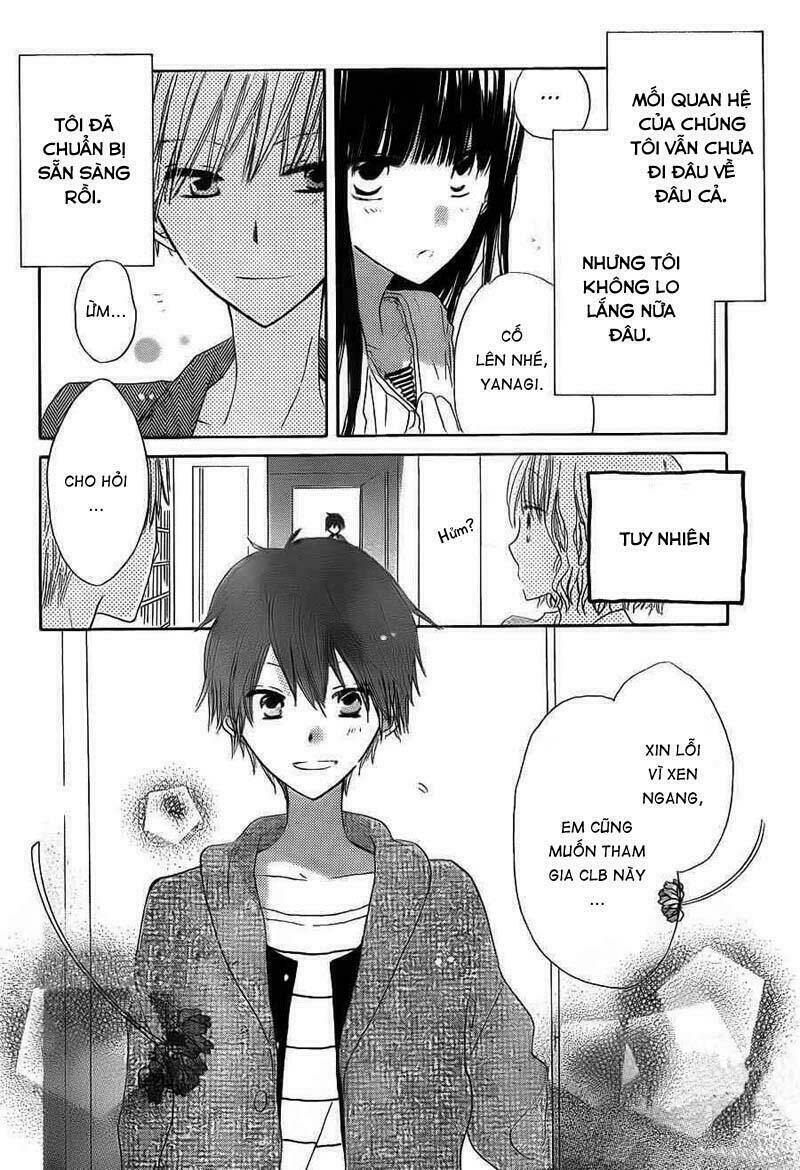 ...
MỐI QUAN HỆ
CỦA CHÚNG
TÔI VẪN CHƯA
ĐI ĐÂU VỀ
ĐÂU CẢ.
NHƯNG TÔI
KHÔNG LO
LẮNG NỮA
ĐÂU.
CỐ
LÊN NHÉ,
YANAGI.
TÔI ĐÃ
CHUẨN BỊ
SẴN SÀNG
RỒI.
ỪM...
TUY NHIÊN
Hửm?
CHO HỎI
...
XIN LỖI
VÌ XEN
NGANG,
EM CŨNG
MUỐN THAM
GIA CLB NÀY
...